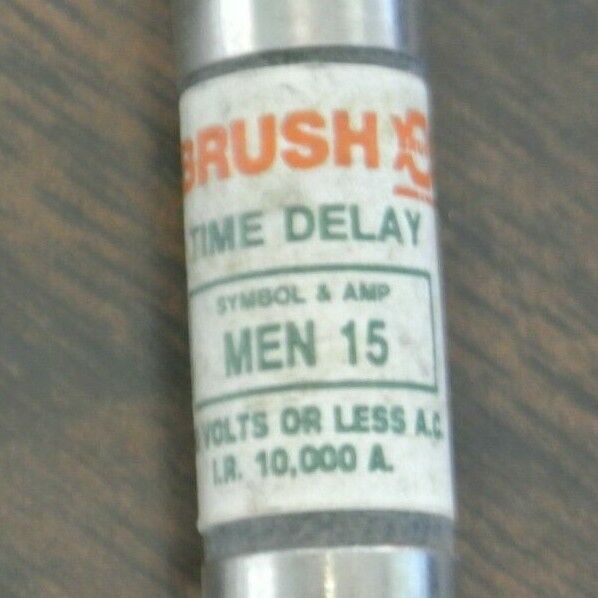 BRUSH
TIME DELAY
SYMBOL & AMP
MEN 15
VOLTS OR LESS A.C.
I.R. 10,000 A.